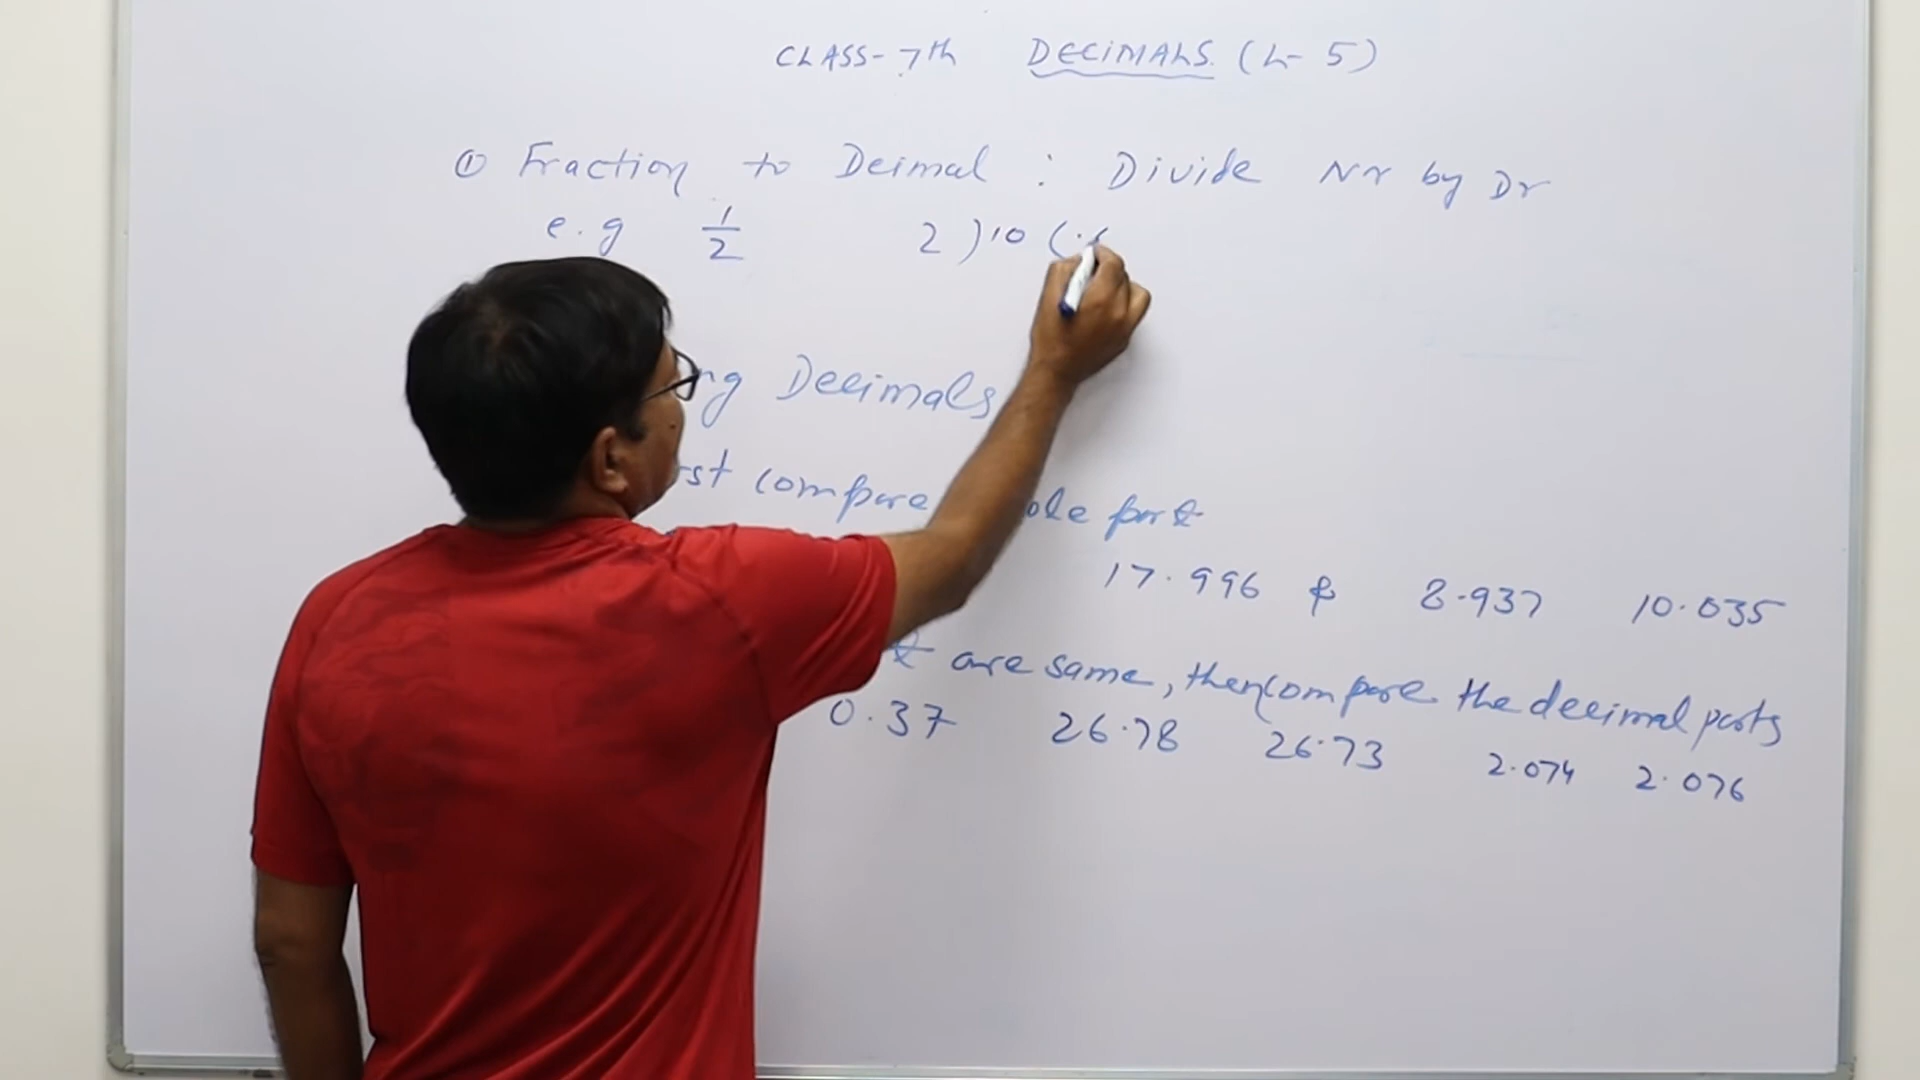 CLASS-7th DECIMALS. (L-5)
① Fraction to Deimal : Divide Nr by Dr
e.g 1/2 2)10(.
Decimals
compare part
17.996 & 8.937 10.035
are same, then compare the decimal parts
0.37 26.78 26.73 2.074 2.076